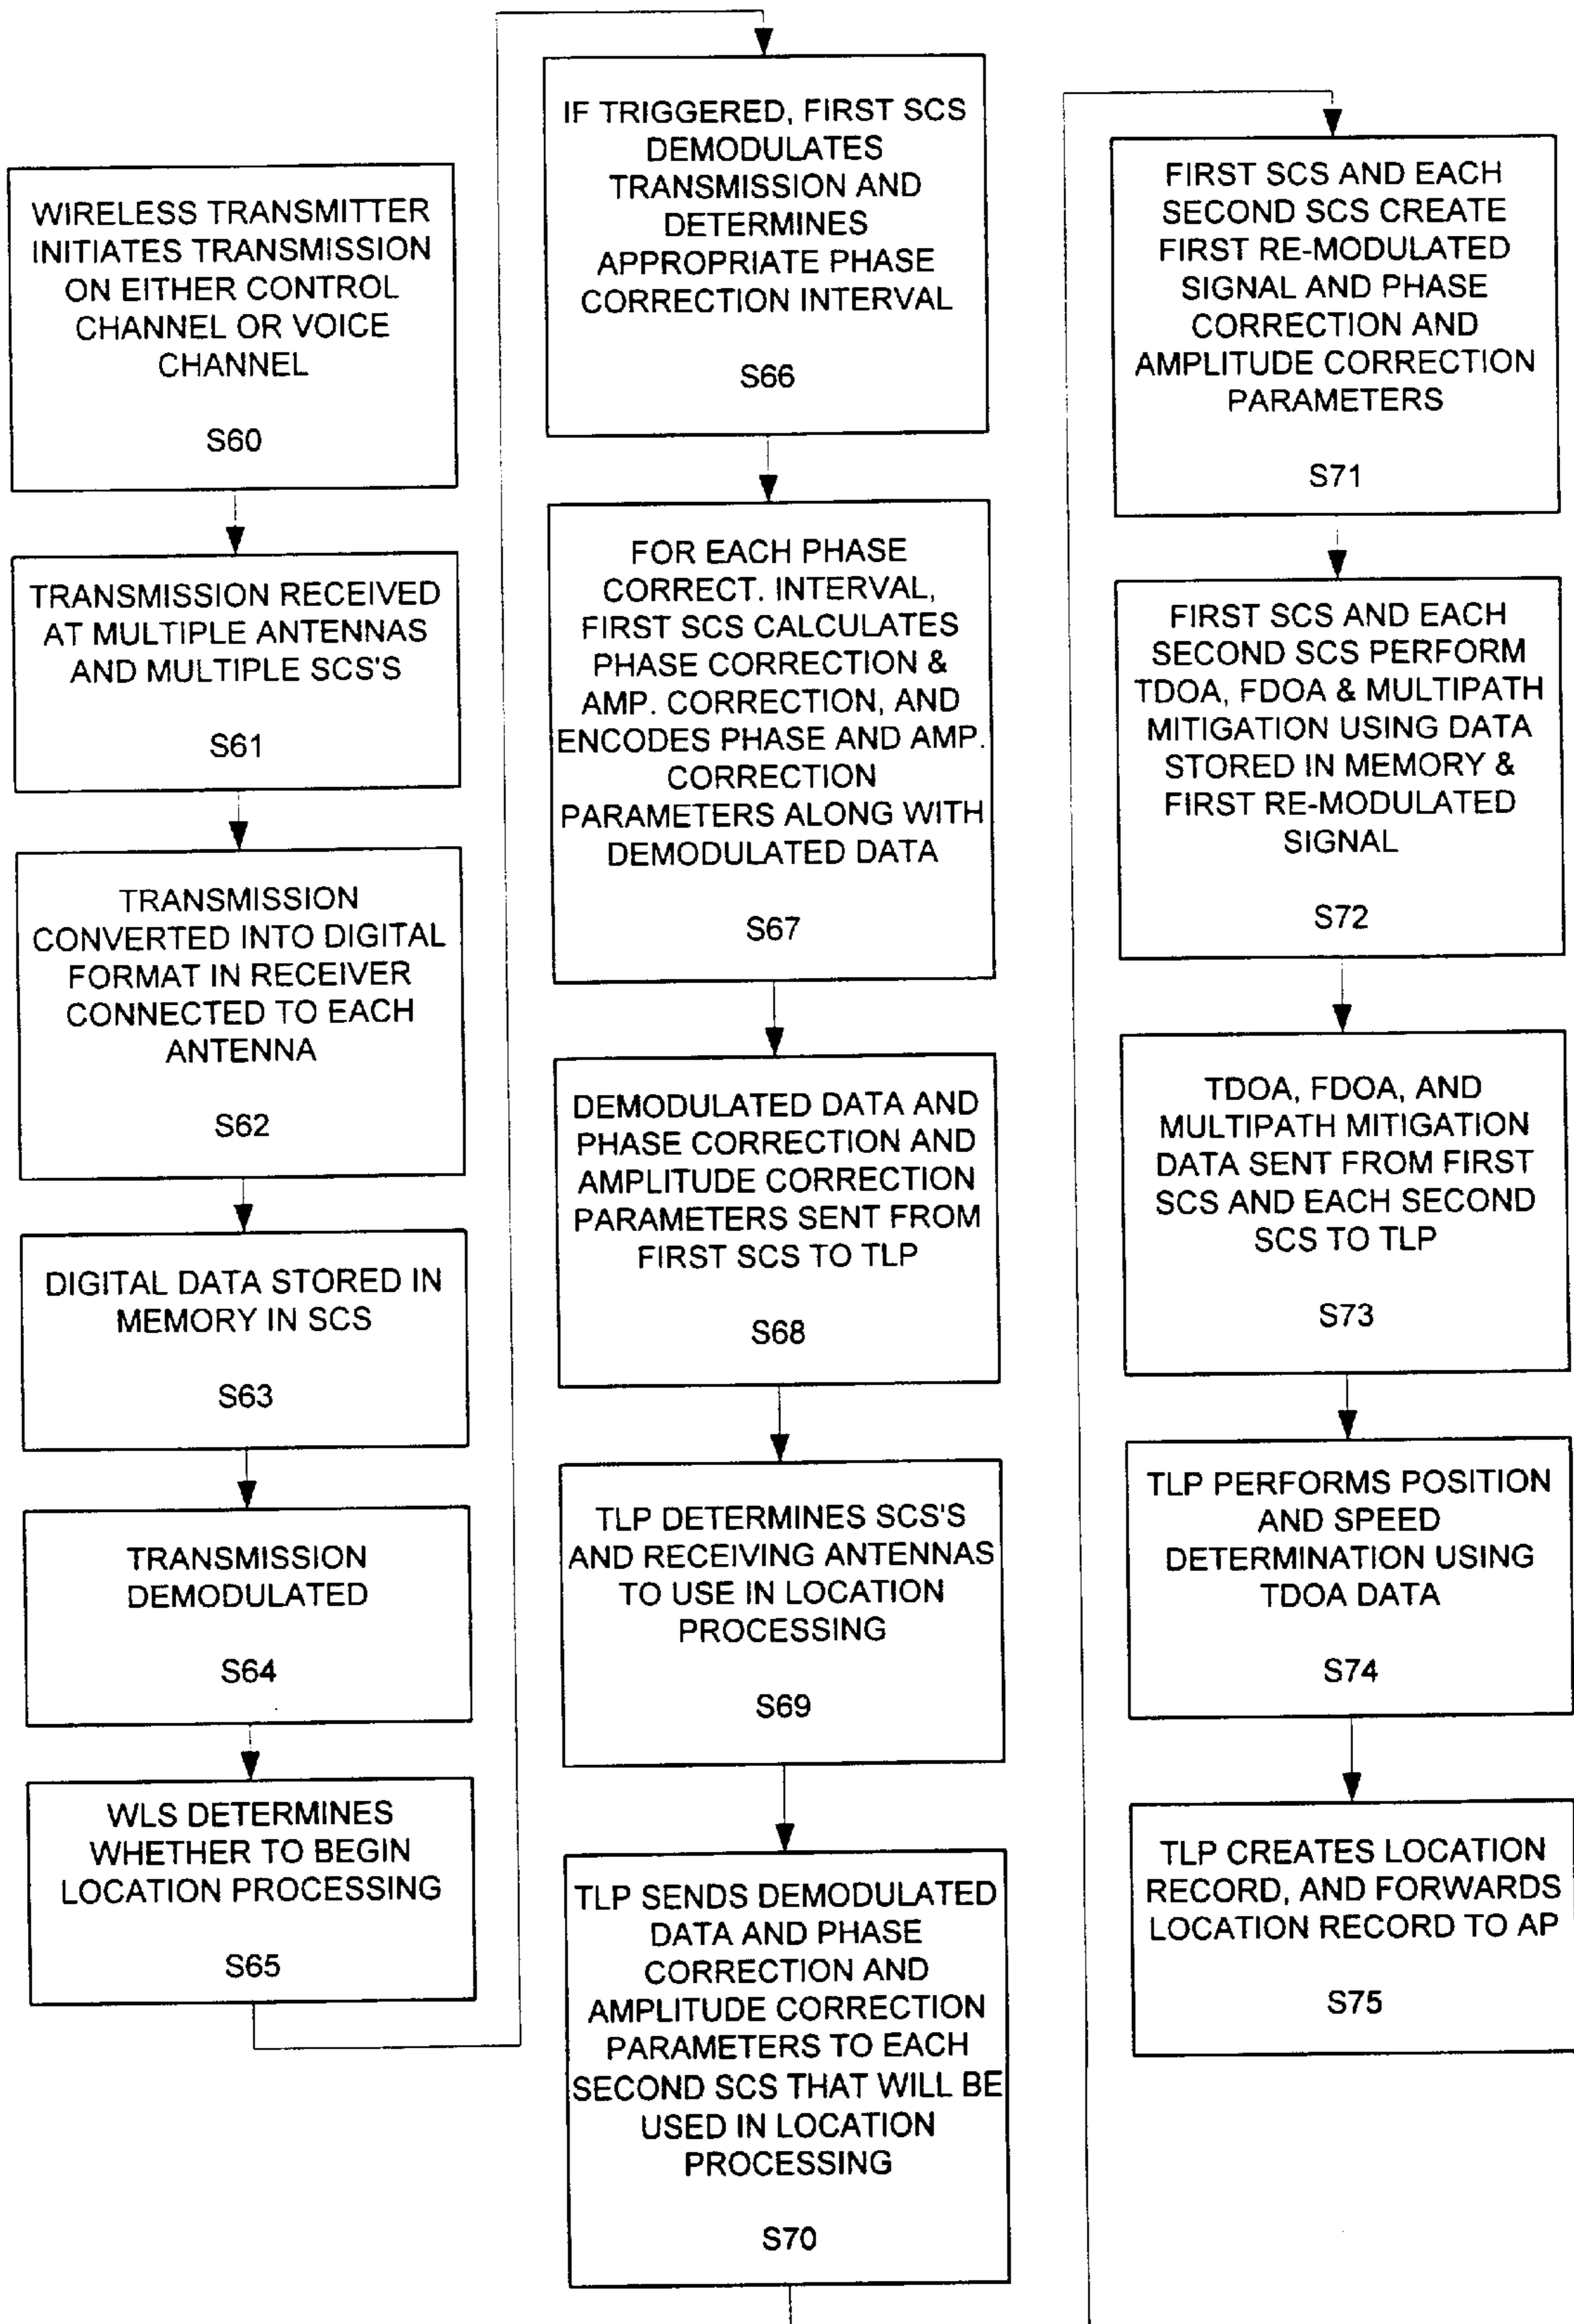 WIRELESS TRANSMITTER
INITIATES TRANSMISSION
ON EITHER CONTROL
CHANNEL OR VOICE
CHANNEL
S60
TRANSMISSION RECEIVED
AT MULTIPLE ANTENNAS
AND MULTIPLE SCS'S
S61
TRANSMISSION
CONVERTED INTO DIGITAL
FORMAT IN RECEIVER
CONNECTED TO EACH
ANTENNA
S62
DIGITAL DATA STORED IN
MEMORY IN SCS
S63
TRANSMISSION
DEMODULATED
S64
WLS DETERMINES
WHETHER TO BEGIN
LOCATION PROCESSING
S65
IF TRIGGERED, FIRST SCS
DEMODULATES
TRANSMISSION AND
DETERMINES
APPROPRIATE PHASE
CORRECTION INTERVAL
S66
FOR EACH PHASE
CORRECT. INTERVAL,
FIRST SCS CALCULATES
PHASE CORRECTION &
AMP. CORRECTION, AND
ENCODES PHASE AND AMP.
CORRECTION
PARAMETERS ALONG WITH
DEMODULATED DATA
S67
DEMODULATED DATA AND
PHASE CORRECTION AND
AMPLITUDE CORRECTION
PARAMETERS SENT FROM
FIRST SCS TO TLP
S68
TLP DETERMINES SCS'S
AND RECEIVING ANTENNAS
TO USE IN LOCATION
PROCESSING
S69
TLP SENDS DEMODULATED
DATA AND PHASE
CORRECTION AND
AMPLITUDE CORRECTION
PARAMETERS TO EACH
SECOND SCS THAT WILL BE
USED IN LOCATION
PROCESSING
S70
FIRST SCS AND EACH
SECOND SCS CREATE
FIRST RE-MODULATED
SIGNAL AND PHASE
CORRECTION AND
AMPLITUDE CORRECTION
PARAMETERS
S71
FIRST SCS AND EACH
SECOND SCS PERFORM
TDOA, FDOA & MULTIPATH
MITIGATION USING DATA
STORED IN MEMORY &
FIRST RE-MODULATED
SIGNAL
S72
TDOA, FDOA, AND
MULTIPATH MITIGATION
DATA SENT FROM FIRST
SCS AND EACH SECOND
SCS TO TLP
S73
TLP PERFORMS POSITION
AND SPEED
DETERMINATION USING
TDOA DATA
S74
TLP CREATES LOCATION
RECORD, AND FORWARDS
LOCATION RECORD TO AP
S75